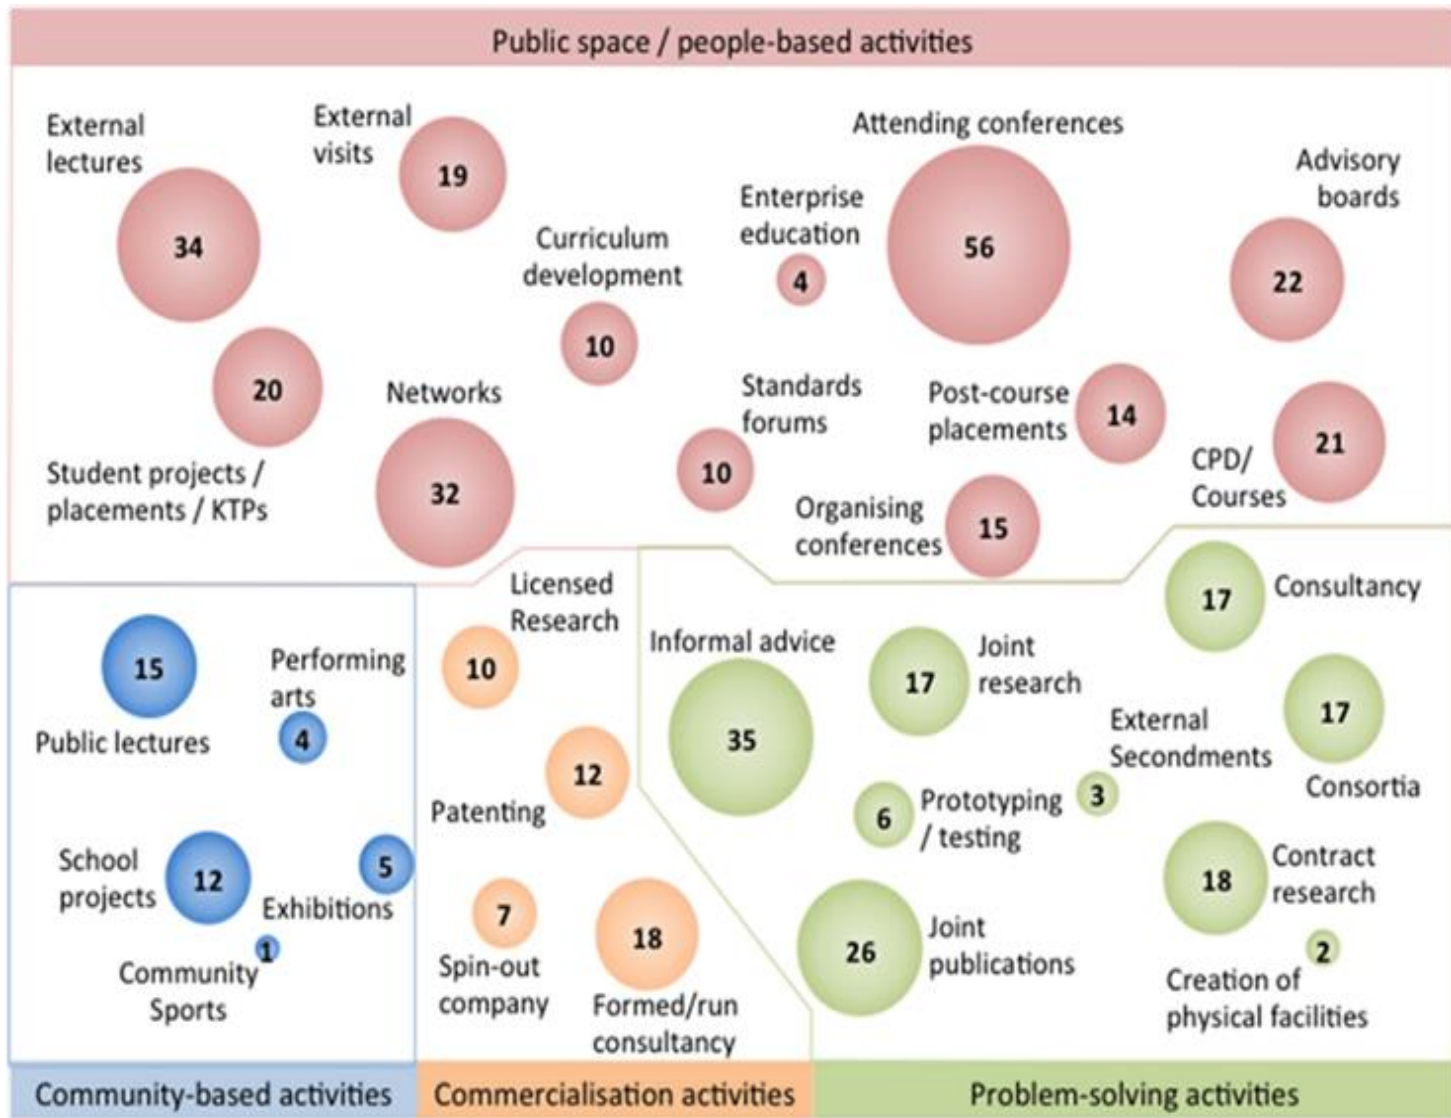 Public space / people-based activities
External
lectures
34
External
visits
19
Curriculum
development
10
Enterprise
education
4
Attending conferences
56
Advisory
boards
22
20
Student projects /
placements / KTPs
Networks
32
Standards
forums
10
Post-course
placements
14
CPD/
Courses
21
Organising
conferences
15
15
Public lectures
Performing
arts
4
School
projects
12
5
Exhibitions
1
Community
Sports
Community-based activities
Licensed
Research
10
12
Patenting
7
Spin-out
company
18
Formed/run
consultancy
Commercialisation activities
Informal advice
35
17
Joint
research
17
Consultancy
17
Consortia
External
Secondments
3
6
Prototyping
/ testing
18
Contract
research
26
Joint
publications
2
Creation of
physical facilities
Problem-solving activities